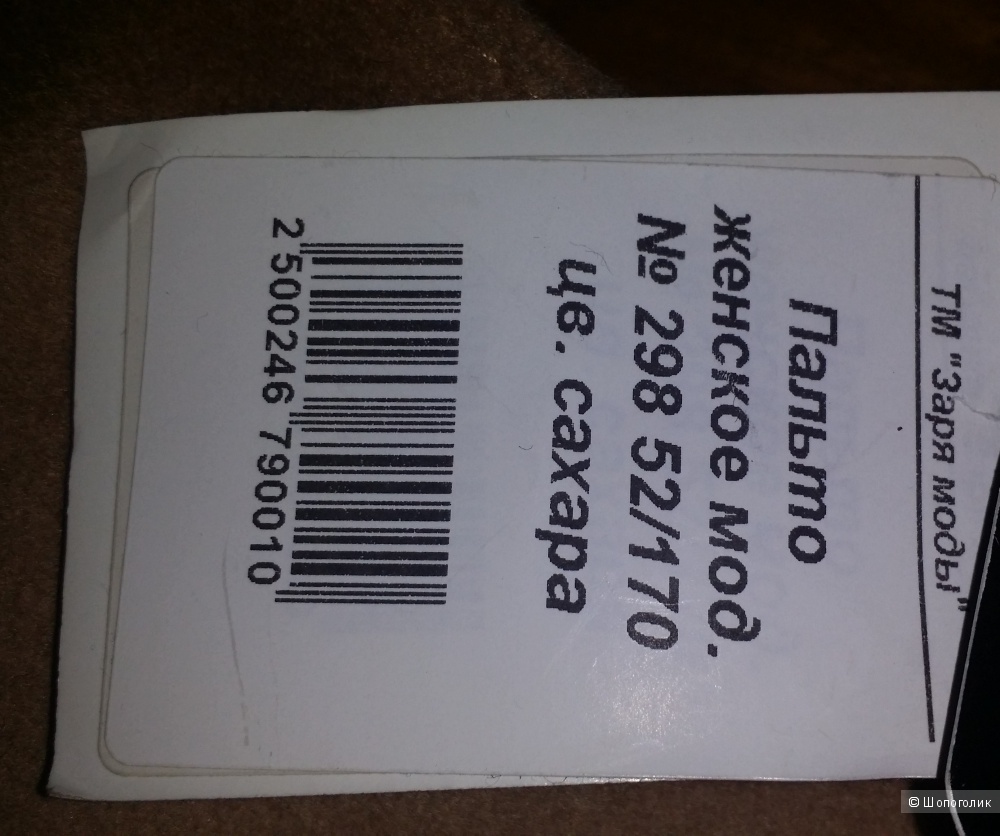 ТМ "Заря моды"
Пальто
женское мод.
№ 298 52/170
цв. сахара
2 500246 790010
© Шопоголик